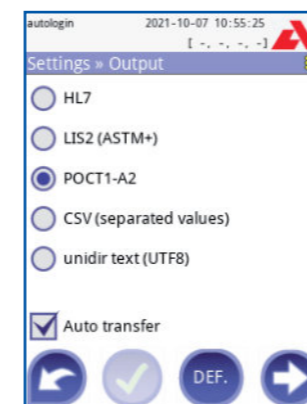 autologin 2021-10-07 10:55:25
[ -, -, -, -]
Settings » Output
HL7
LIS2 (ASTM+)
POCT1-A2
CSV (separated values)
unidir text (UTF8)
Auto transfer
DEF.